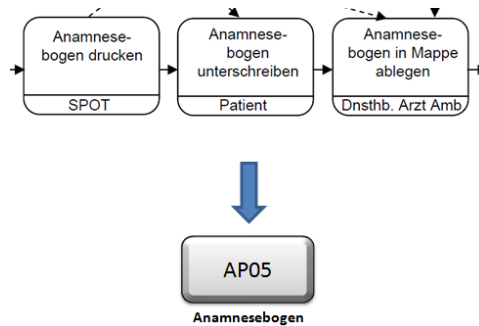 Anamnese-
bogen drucken
SPOT
Anamnese-
bogen
unterschreiben
Patient
Anamnese-
bogen in Mappe
ablegen
Dnsthb. Arzt Amb
AP05
Anamnesebogen